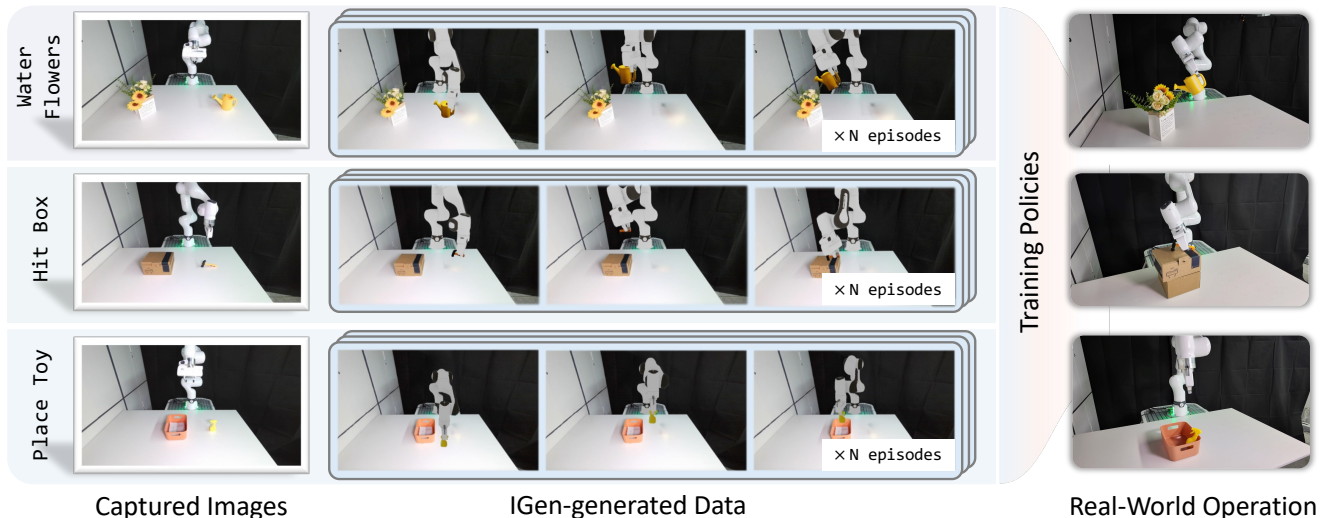 Water
Flowers
× N episodes
Hit Box
× N episodes
Place Toy
× N episodes
Training Policies
Captured Images
IGen-generated Data
Real-World Operation